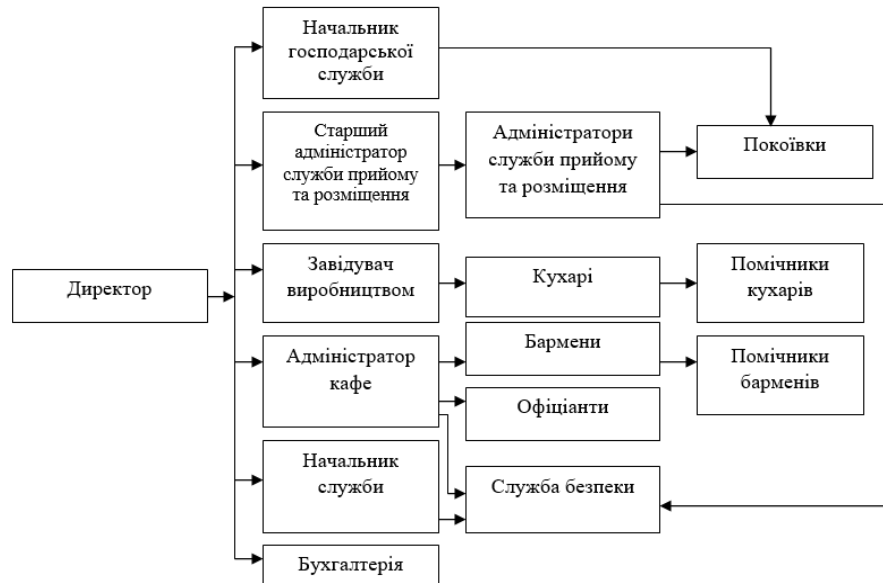 Начальник
господарської
служби
Старший
адміністратор
служби прийому
та розміщення
Адміністратори
служби прийому
та розміщення
Покоївки
Директор
Завідувач
виробництвом
Кухарі
Помічники
кухарів
Адміністратор
кафе
Бармени
Помічники
барменів
Офіціанти
Начальник
служби
Служба безпеки
Бухгалтерія